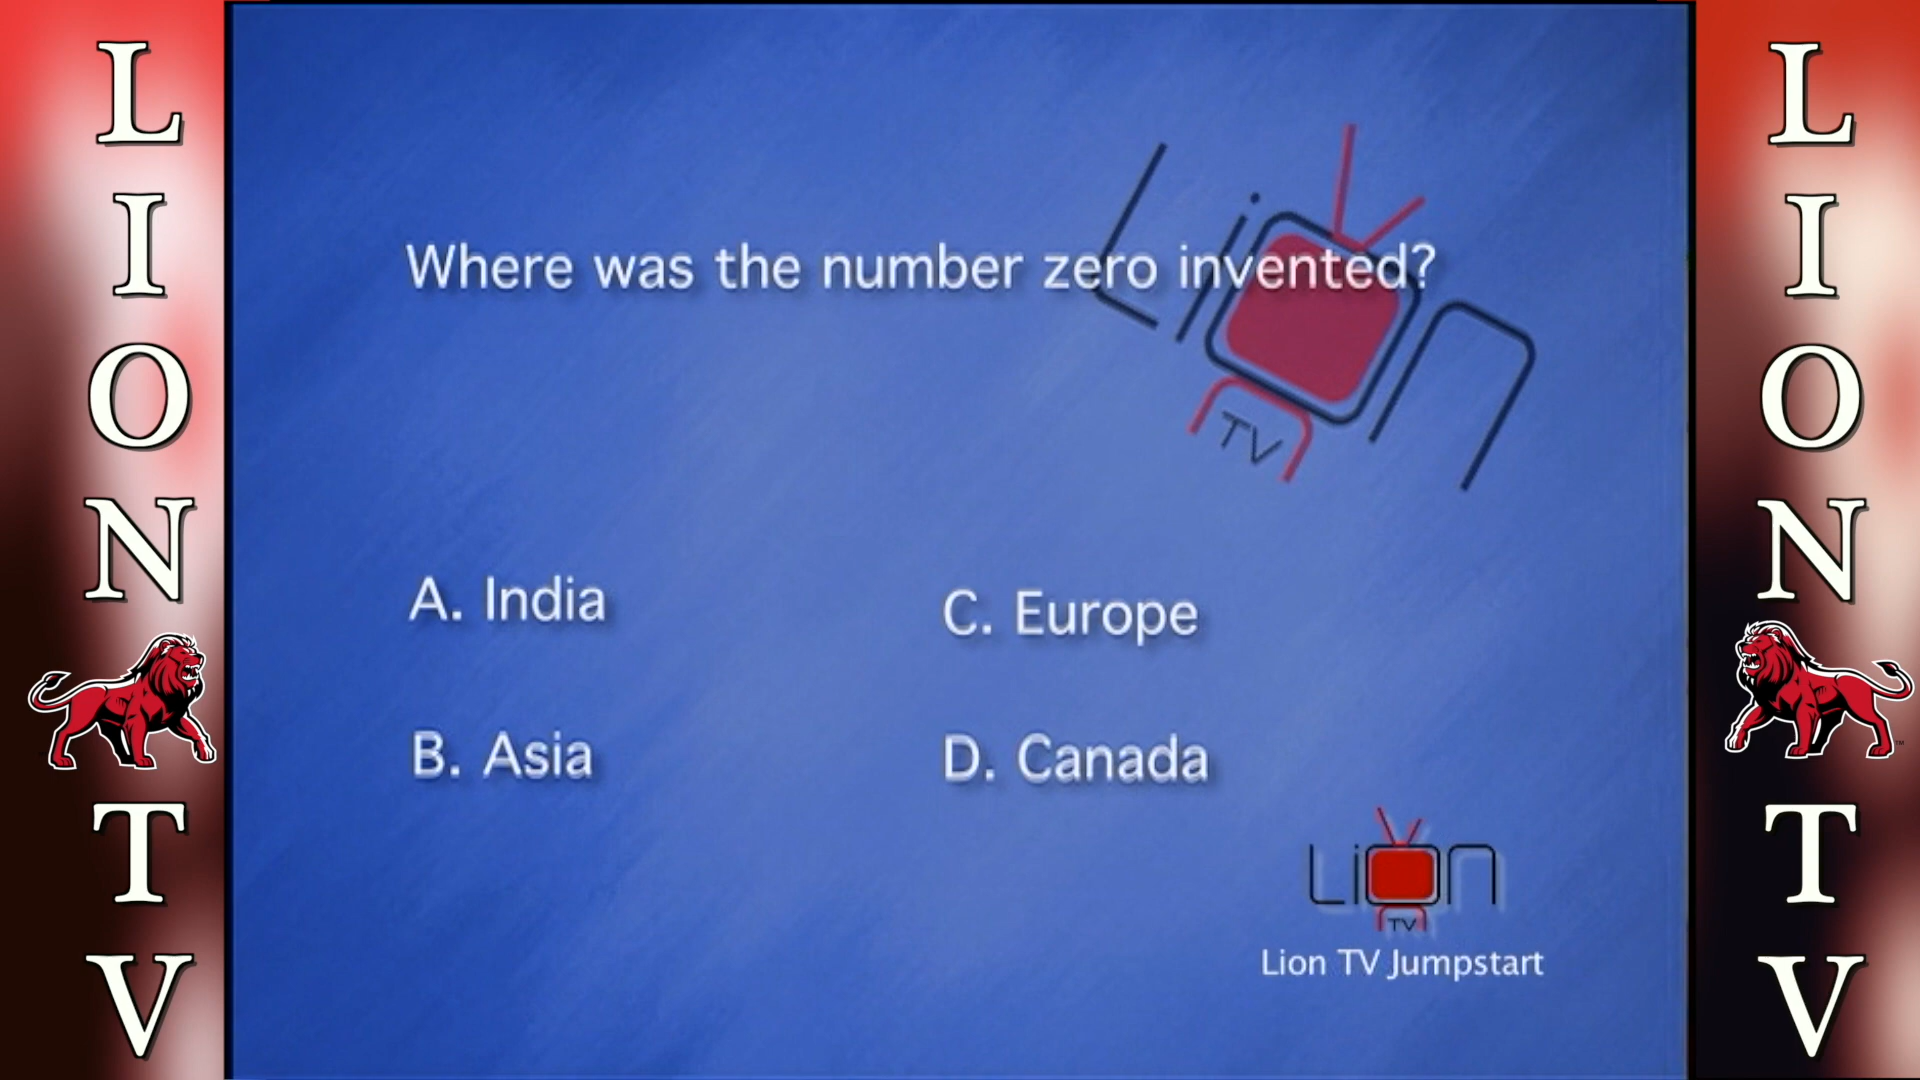 LION TV
Where was the number zero invented?
Lion
TV
A. India
C. Europe
B. Asia
D. Canada
Lion
TV
Lion TV Jumpstart
LION TV